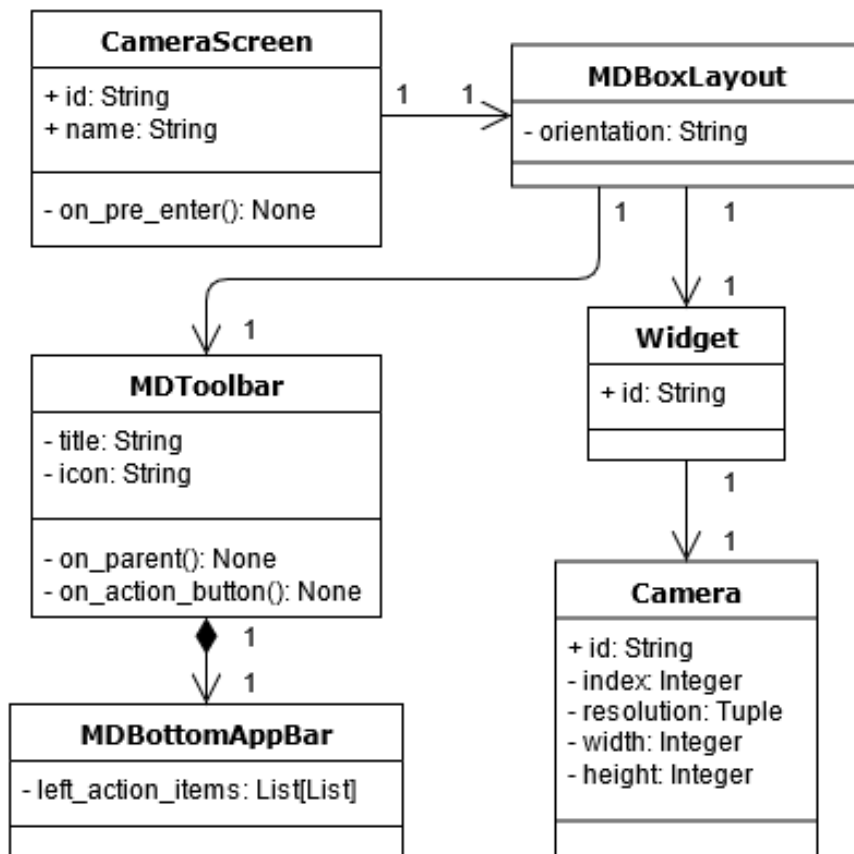 CameraScreen
+ id: String
+ name: String
- on_pre_enter(): None
1
1
MDBoxLayout
- orientation: String
1
1
1
1
MDToolbar
- title: String
- icon: String
- on_parent(): None
- on_action_button(): None
1
1
Widget
+ id: String
1
1
MDBottomAppBar
- left_action_items: List[List]
Camera
+ id: String
- index: Integer
- resolution: Tuple
- width: Integer
- height: Integer